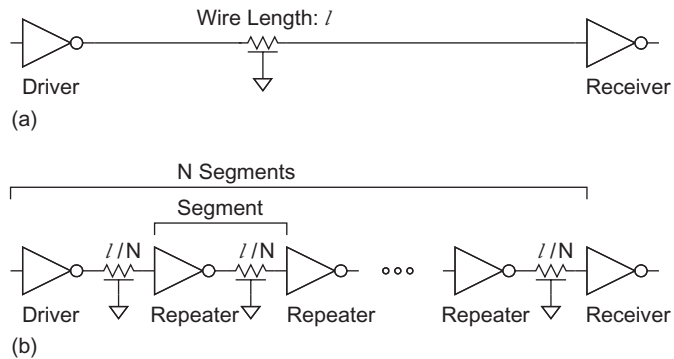 Wire Length: l
Driver
Receiver
(a)
N Segments
Segment
l/N
l/N
l/N
Driver
Repeater
Repeater
Repeater
Receiver
(b)